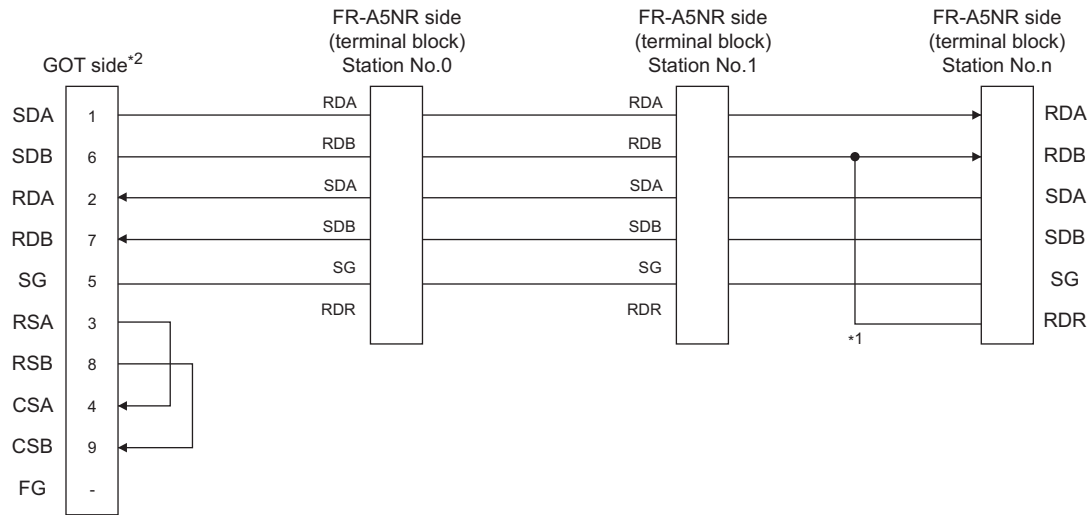 FR-A5NR side
(terminal block)
Station No.0
FR-A5NR side
(terminal block)
Station No.1
FR-A5NR side
(terminal block)
Station No.n
GOT side*2
SDA 1 RDA RDA RDA
SDB 6 RDB RDB RDB
RDA 2 SDA SDA SDA
RDB 7 SDB SDB SDB
SG 5 SG SG SG
RSA 3 RDR RDR RDR
*1
RSB 8
CSA 4
CSB 9
FG -